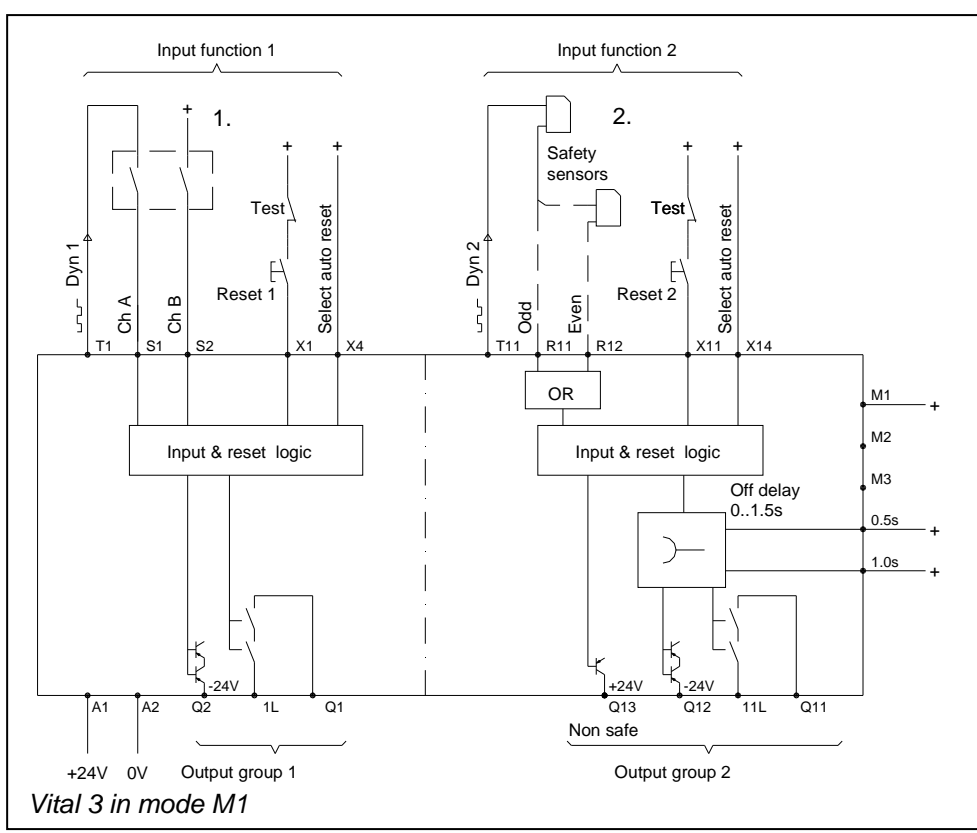 Input function 1
Input function 2
+
1.
2.
+ +
+ +
Safety
sensors
Test
Test
Dyn 1
Ch A
Ch B
Reset 1
Select auto reset
Dyn 2
Odd
Even
Reset 2
Select auto reset
T1 S1 S2 X1 X4
T11 R11 R12 X11 X14
OR
M1
+
M2
M3
Input & reset logic
Input & reset logic
Off delay
0..1.5s
0.5s
+
1.0s
+
-24V
+24V
-24V
A1 A2 Q2 1L Q1
Q13 Q12 11L Q11
Non safe
+24V 0V
Output group 1
Output group 2
Vital 3 in mode M1